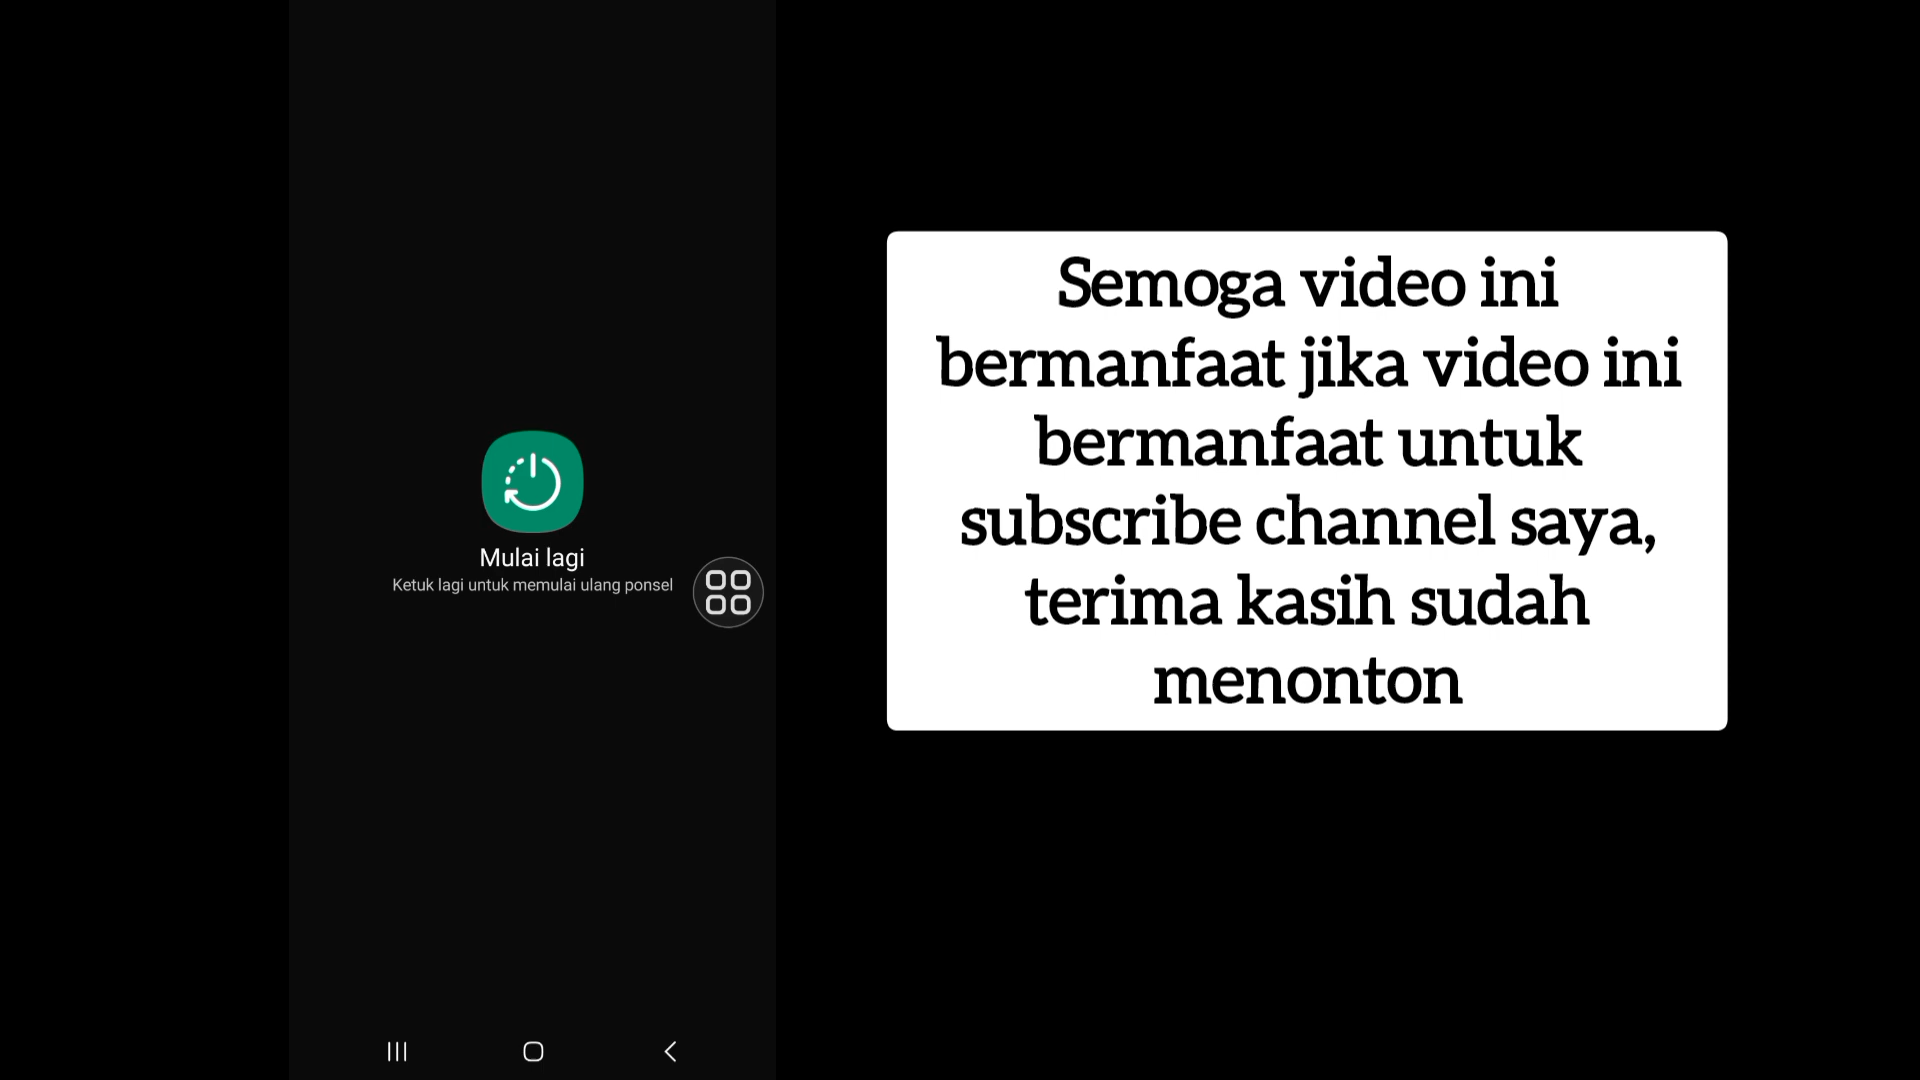 Mulai lagi
Ketuk lagi untuk memulai ulang ponsel
Semoga video ini
bermanfaat jika video ini
bermanfaat untuk
subscribe channel saya,
terima kasih sudah
menonton